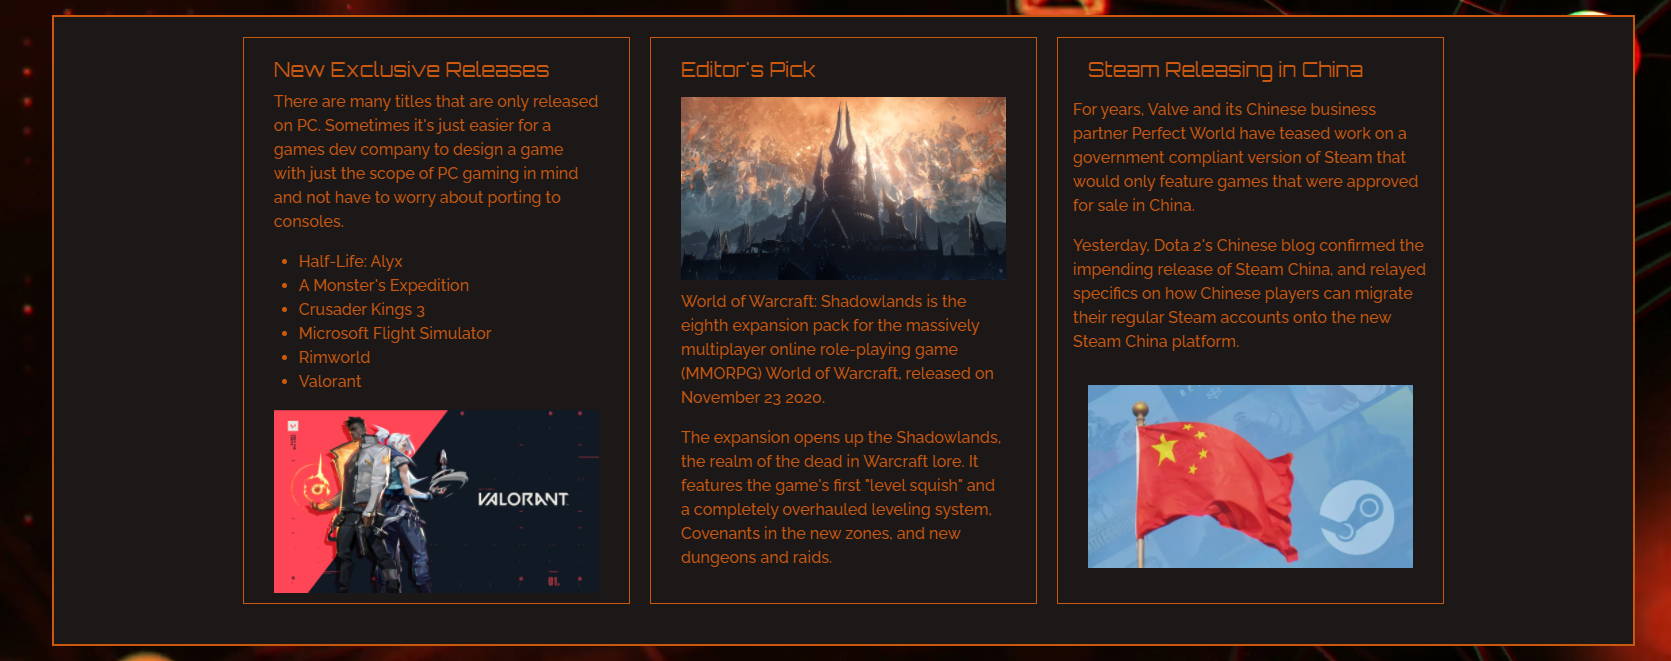 New Exclusive Releases
There are many titles that are only released
on PC. Sometimes it's just easier for a
games dev company to design a game
with just the scope of PC gaming in mind
and not have to worry about porting to
consoles.
• Half-Life: Alyx
• A Monster's Expedition
• Crusader Kings 3
• Microsoft Flight Simulator
• Rimworld
• Valorant
VALORANT
01.
Editor's Pick
World of Warcraft: Shadowlands is the
eighth expansion pack for the massively
multiplayer online role-playing game
(MMORPG) World of Warcraft, released on
November 23 2020.
The expansion opens up the Shadowlands,
the realm of the dead in Warcraft lore. It
features the game's first "level squish" and
a completely overhauled leveling system,
Covenants in the new zones, and new
dungeons and raids.
Steam Releasing in China
For years, Valve and its Chinese business
partner Perfect World have teased work on a
government compliant version of Steam that
would only feature games that were approved
for sale in China.
Yesterday, Dota 2's Chinese blog confirmed the
impending release of Steam China, and relayed
specifics on how Chinese players can migrate
their regular Steam accounts onto the new
Steam China platform.